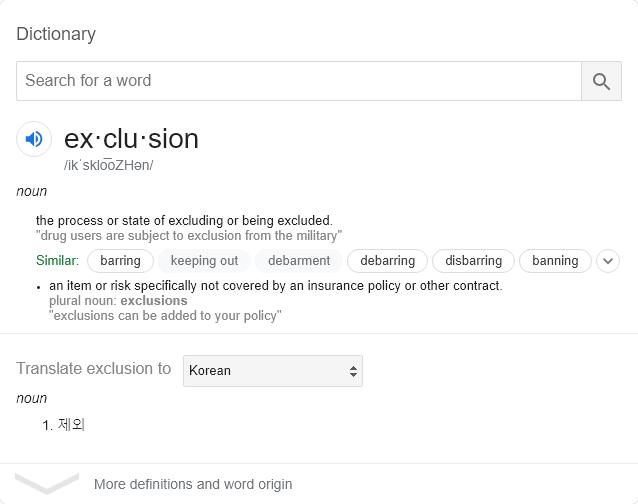 Dictionary
Search for a word
ex·clu·sion
/ikˈsklo͞oZHən/
noun
the process or state of excluding or being excluded.
"drug users are subject to exclusion from the military"
Similar: barring keeping out debarment debarring disbarring banning
• an item or risk specifically not covered by an insurance policy or other contract.
plural noun: exclusions
"exclusions can be added to your policy"
Translate exclusion to Korean
noun
1. 제외
More definitions and word origin